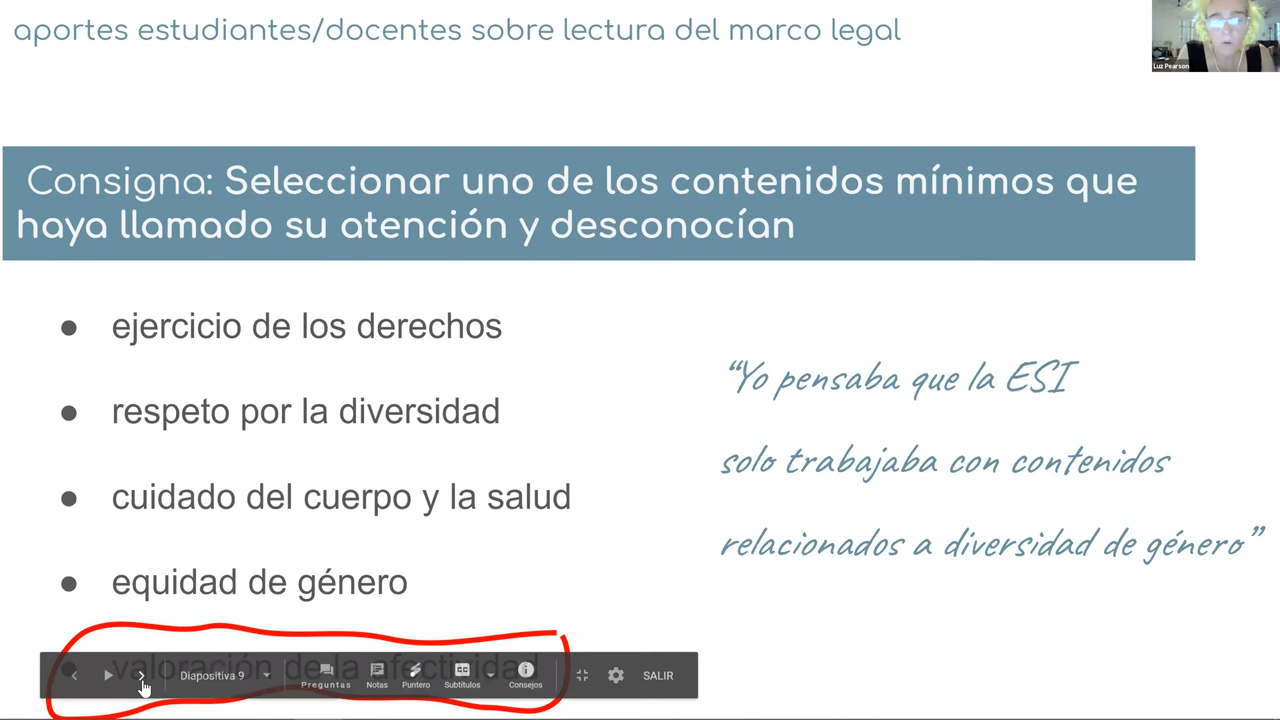 aportes estudiantes/docentes sobre lectura del marco legal
Luz Pearson
Consigna: Seleccionar uno de los contenidos mínimos que
haya llamado su atención y desconocían
● ejercicio de los derechos
● respeto por la diversidad
● cuidado del cuerpo y la salud
● equidad de género
● valoración de la afectividad
“Yo pensaba que la ESI
solo trabajaba con contenidos
relacionados a diversidad de género”
Diapositiva 9
Preguntas
Notas
Puntero
Subtítulos
Consejos
SALIR